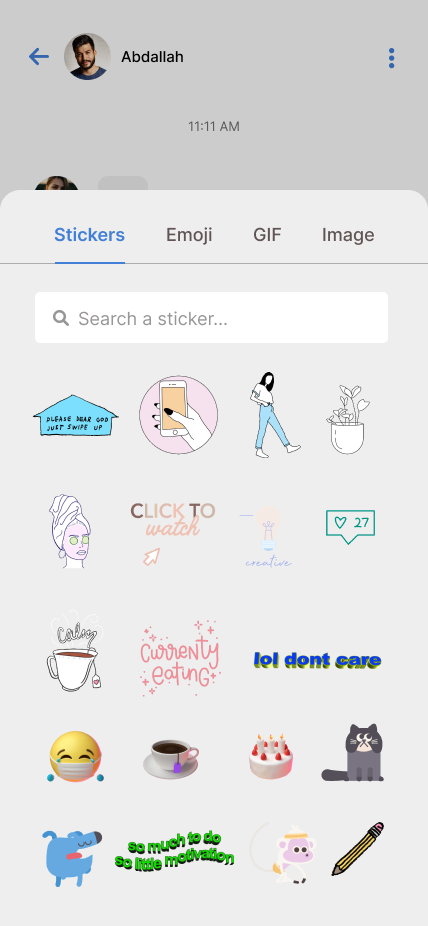 Abdallah
11:11 AM
Stickers
Emoji
GIF
Image
Search a sticker...
PLEASE DEAR GOD
JUST SWIPE UP
CLICK TO
watch
creative
27
Calm
CURRENTY
eating
lol dont care
so much to do
so little motivation